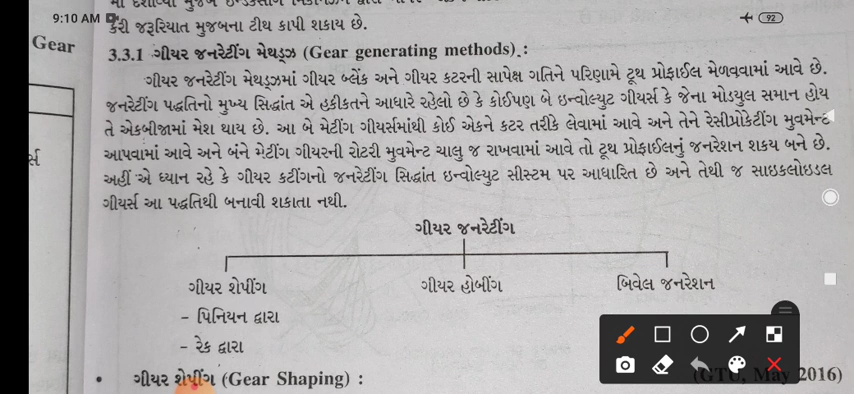 9:10 AM
92
કરી જરૂરિયાત મુજબના ટીથ કાપી શકાય છે.
Gear
3.3.1 ગીયર જનરેટીંગ મેથડ્ઝ (Gear generating methods) :
ગીયર જનરેટીંગ મેથડ્ઝમાં ગીયર બ્લેંક અને ગીયર કટરની સાપેક્ષ ગતિને પરિણામે ટૂથ પ્રોફાઈલ મેળવવામાં આવે છે.
જનરેટીંગ પદ્ધતિનો મુખ્ય સિદ્ધાંત એ હકીકતને આધારે રહેલો છે કે કોઈપણ બે ઇન્વોલ્યુટ ગીયર્સ કે જેના મોડ્યુલ સમાન હોય
તે એકબીજામાં મેશ થાય છે. આ બે મેટીંગ ગીયર્સમાંથી કોઈ એકને કટર તરીકે લેવામાં આવે અને તેને રેસીપ્રોકેટીંગ મુવમેન્ટ
આપવામાં આવે અને બંને મેટીંગ ગીયરની રોટરી મુવમેન્ટ ચાલુ જ રાખવામાં આવે તો ટૂથ પ્રોફાઈલનું જનરેશન શકય બને છે.
અહીં એ ધ્યાન રહે કે ગીયર કટીંગનો જનરેટીંગ સિદ્ધાંત ઇન્વોલ્યુટ સીસ્ટમ પર આધારિત છે અને તેથી જ સાઇકલોઇડલ
ગીયર્સ આ પદ્ધતિથી બનાવી શકાતા નથી.
ગીયર જનરેટીંગ
ગીયર શેપીંગ ગીયર હોબીંગ બિવેલ જનરેશન
- પિનિયન દ્વારા
- રેક દ્વારા
• ગીયર શેપીંગ (Gear Shaping) : (GTU, May 2016)